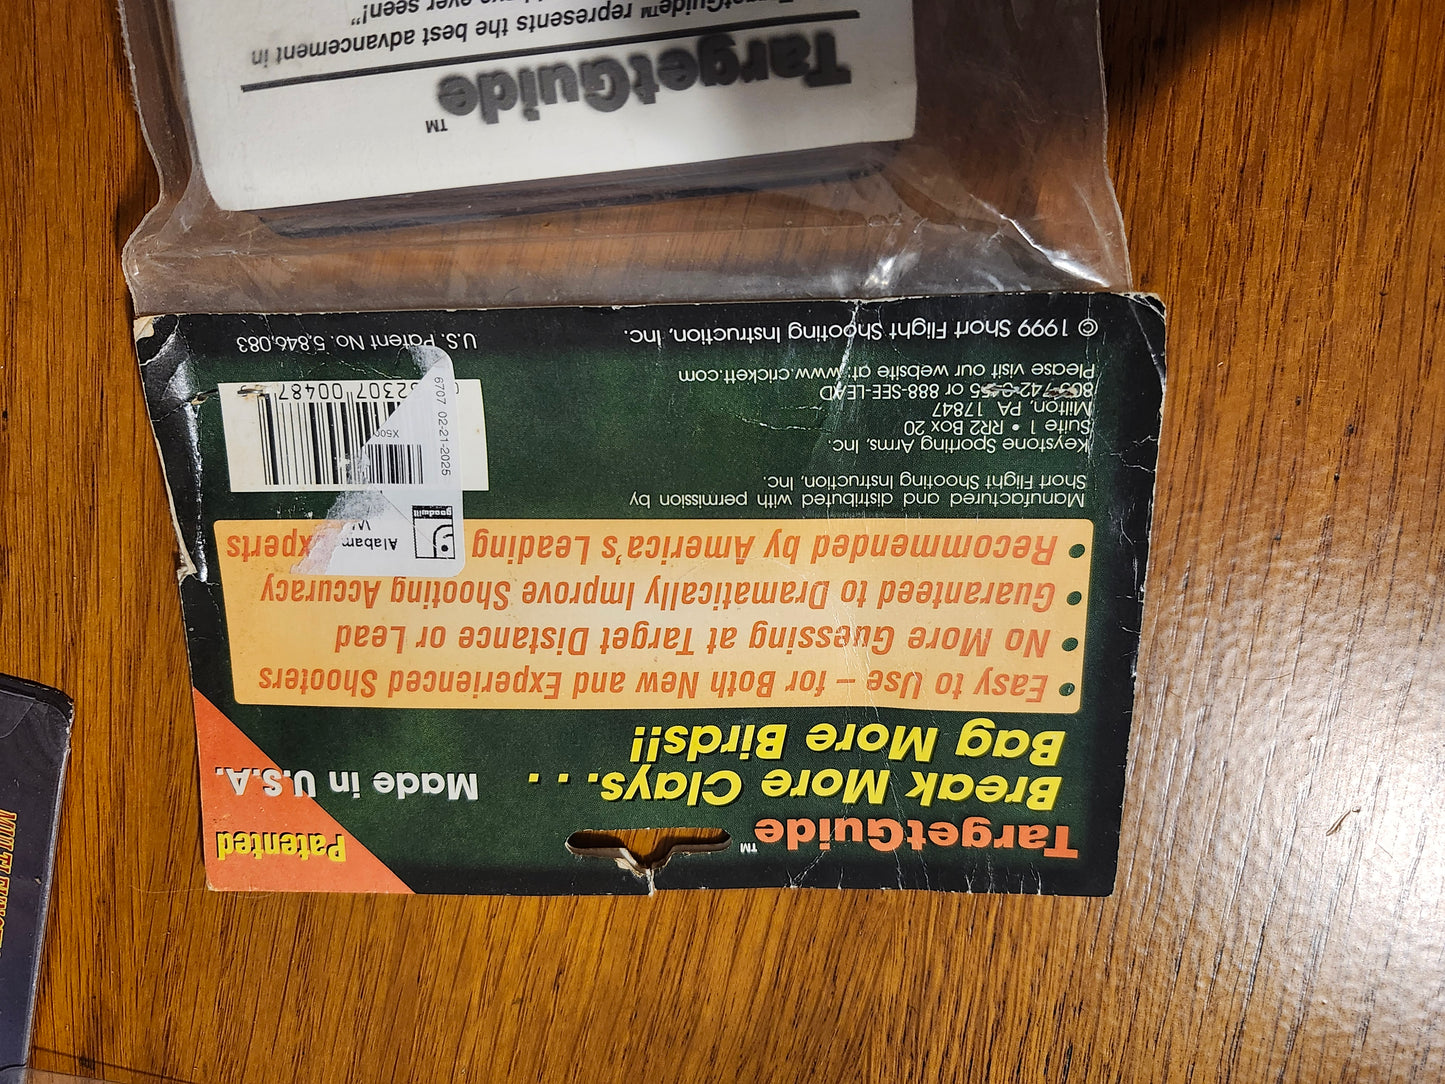 TargetGuide™
Patented
Break More Clays. . . .
Bag More Birds!!
Made in U.S.A.
• Easy to Use – for Both New and Experienced Shooters
• No More Guessing at Target Distance or Lead
• Guaranteed to Dramatically Improve Shooting Accuracy
• Recommended by America's Leading
goodwill
6707 02-21-2025
Manufactured and distributed with permission by
Short Flight Shooting Instruction, Inc.
Keystone Sporting Arms, Inc.
Suite 1 • RR2 Box 20
Milton, PA 17847
or 888-SEE-LEAD
Please visit our website at: www.crickett.com
© 1999 Short Flight Shooting Instruction, Inc.
U.S. Patent No. 5,846,083
TargetGuide™
TargetGuide™ represents the best advancement in
ever seen!”